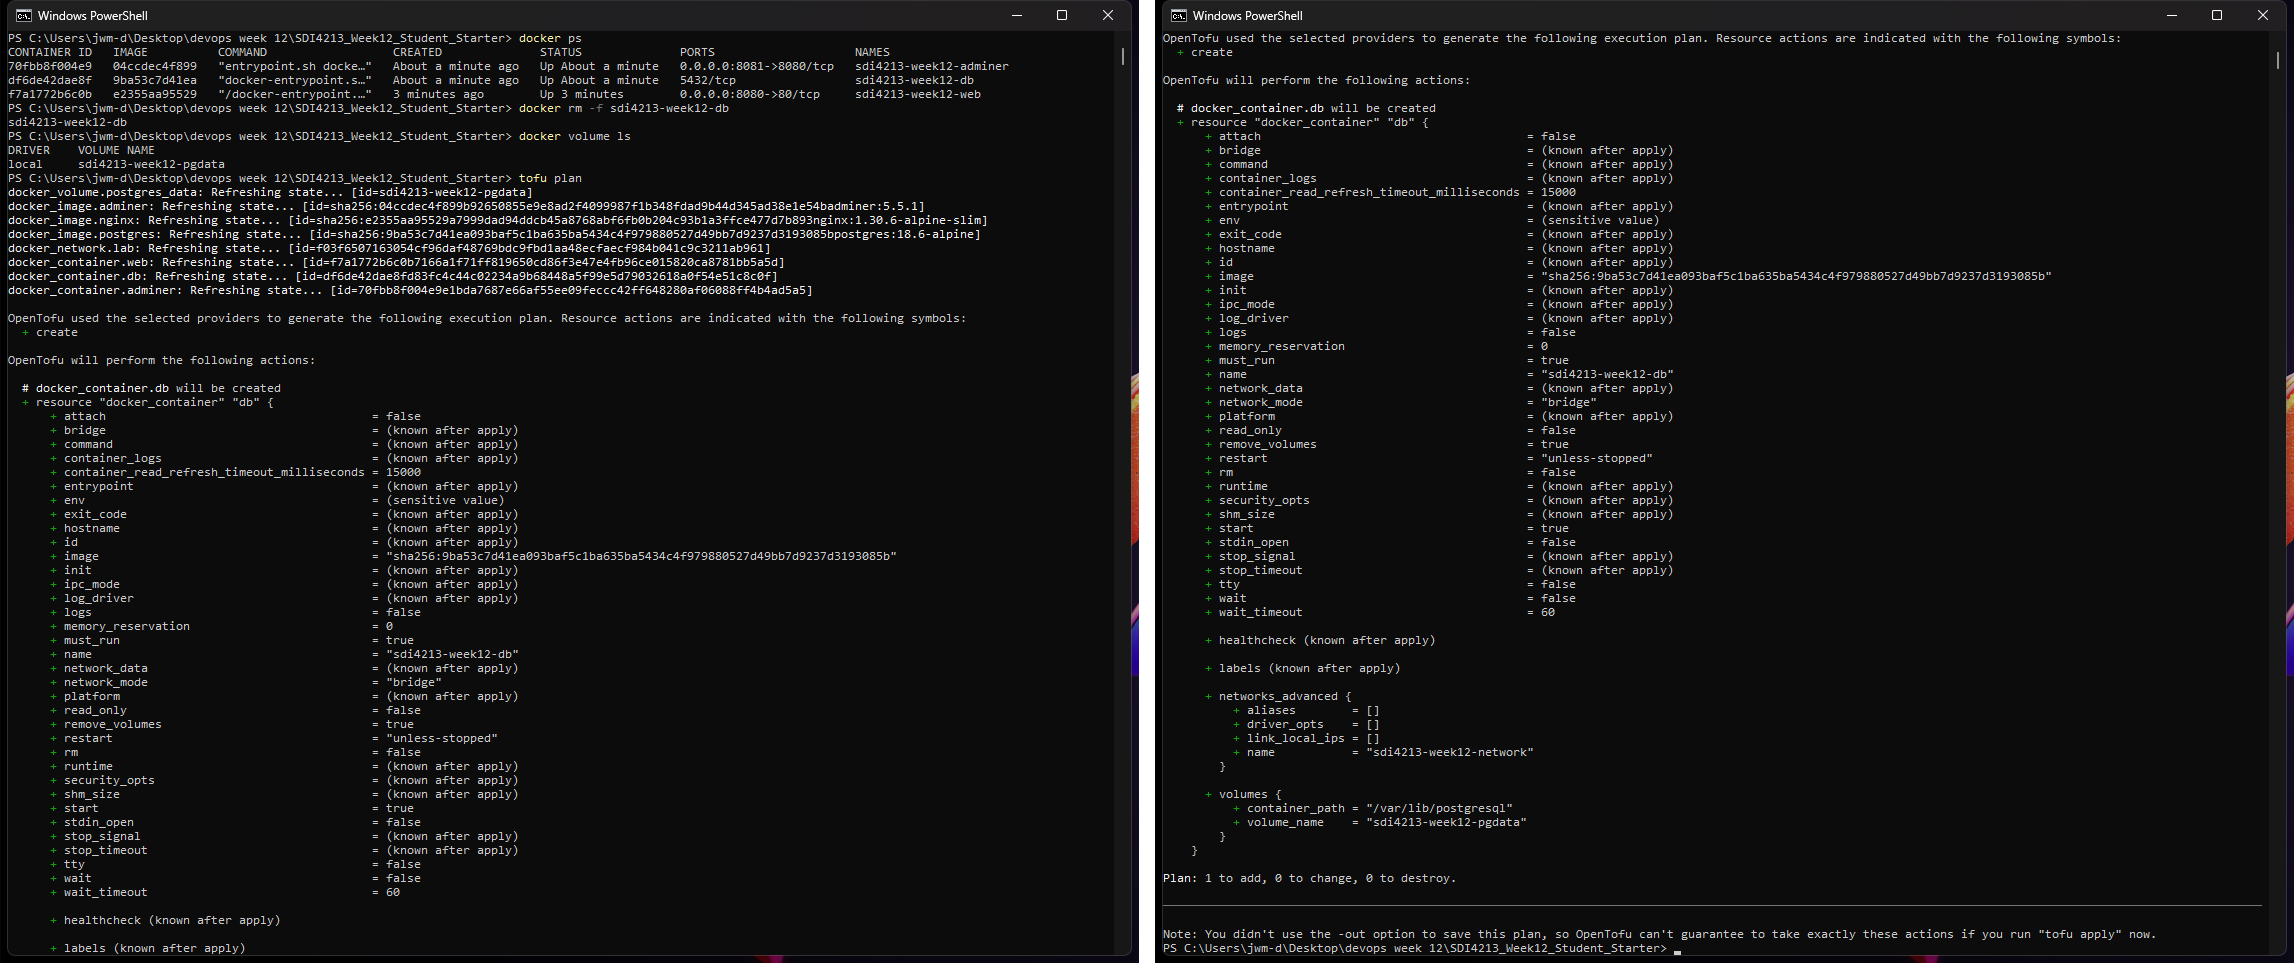 Windows PowerShell
PS C:\Users\jwm-d\Desktop\devops week 12\SDI4213_Week12_Student_Starter> docker ps
CONTAINER ID   IMAGE          COMMAND                  CREATED              STATUS              PORTS                  NAMES
70fbb8f004e9   04ccdec4f899   "entrypoint.sh docke…"   About a minute ago   Up About a minute   0.0.0.0:8081->8080/tcp   sdi4213-week12-adminer
df6de42dae8f   9ba53c7d41ea   "docker-entrypoint.s…"   About a minute ago   Up About a minute   5432/tcp                 sdi4213-week12-db
f7a1772b6c0b   e2355aa95529   "/docker-entrypoint.…"   3 minutes ago        Up 3 minutes        0.0.0.0:8080->80/tcp     sdi4213-week12-web
PS C:\Users\jwm-d\Desktop\devops week 12\SDI4213_Week12_Student_Starter> docker rm -f sdi4213-week12-db
sdi4213-week12-db
PS C:\Users\jwm-d\Desktop\devops week 12\SDI4213_Week12_Student_Starter> docker volume ls
DRIVER    VOLUME NAME
local     sdi4213-week12-pgdata
PS C:\Users\jwm-d\Desktop\devops week 12\SDI4213_Week12_Student_Starter> tofu plan
docker_volume.postgres_data: Refreshing state... [id=sdi4213-week12-pgdata]
docker_image.adminer: Refreshing state... [id=sha256:04ccdec4f899b92650855e9e8ad2f4099987f1b348fdad9b44d345ad38e1e54badminer:5.5.1]
docker_image.nginx: Refreshing state... [id=sha256:e2355aa95529a7999dad94ddcb45a8768abf6fb0b204c93b1a3ffce477d7b893nginx:1.30.6-alpine-slim]
docker_image.postgres: Refreshing state... [id=sha256:9ba53c7d41ea093baf5c1ba635ba5434c4f979880527d49bb7d9237d3193085bpostgres:18.6-alpine]
docker_network.lab: Refreshing state... [id=f03f6507163054cf96daf48769bdc9fbd1aa48ecfaecf984b041c9c3211ab961]
docker_container.web: Refreshing state... [id=f7a1772b6c0b7166a1f71ff819650cd86f3e47e4fb96ce015820ca8781bb5a5d]
docker_container.db: Refreshing state... [id=df6de42dae8fd83fc4c44c02234a9b68448a5f99e5d79032618a0f54e51c8c0f]
docker_container.adminer: Refreshing state... [id=70fbb8f004e9e1bda7687e66af55ee09feccc42ff648280af06088ff4b4ad5a5]
OpenTofu used the selected providers to generate the following execution plan. Resource actions are indicated with the following symbols:
+ create
OpenTofu will perform the following actions:
# docker_container.db will be created
+ resource "docker_container" "db" {
+ attach = false
+ bridge = (known after apply)
+ command = (known after apply)
+ container_logs = (known after apply)
+ container_read_refresh_timeout_milliseconds = 15000
+ entrypoint = (known after apply)
+ env = (sensitive value)
+ exit_code = (known after apply)
+ hostname = (known after apply)
+ id = (known after apply)
+ image = "sha256:9ba53c7d41ea093baf5c1ba635ba5434c4f979880527d49bb7d9237d3193085b"
+ init = (known after apply)
+ ipc_mode = (known after apply)
+ log_driver = (known after apply)
+ logs = false
+ memory_reservation = 0
+ must_run = true
+ name = "sdi4213-week12-db"
+ network_data = (known after apply)
+ network_mode = "bridge"
+ platform = (known after apply)
+ read_only = false
+ remove_volumes = true
+ restart = "unless-stopped"
+ rm = false
+ runtime = (known after apply)
+ security_opts = (known after apply)
+ shm_size = (known after apply)
+ start = true
+ stdin_open = false
+ stop_signal = (known after apply)
+ stop_timeout = (known after apply)
+ tty = false
+ wait = false
+ wait_timeout = 60
+ healthcheck (known after apply)
+ labels (known after apply)
Windows PowerShell
OpenTofu used the selected providers to generate the following execution plan. Resource actions are indicated with the following symbols:
+ create
OpenTofu will perform the following actions:
# docker_container.db will be created
+ resource "docker_container" "db" {
+ attach = false
+ bridge = (known after apply)
+ command = (known after apply)
+ container_logs = (known after apply)
+ container_read_refresh_timeout_milliseconds = 15000
+ entrypoint = (known after apply)
+ env = (sensitive value)
+ exit_code = (known after apply)
+ hostname = (known after apply)
+ id = (known after apply)
+ image = "sha256:9ba53c7d41ea093baf5c1ba635ba5434c4f979880527d49bb7d9237d3193085b"
+ init = (known after apply)
+ ipc_mode = (known after apply)
+ log_driver = (known after apply)
+ logs = false
+ memory_reservation = 0
+ must_run = true
+ name = "sdi4213-week12-db"
+ network_data = (known after apply)
+ network_mode = "bridge"
+ platform = (known after apply)
+ read_only = false
+ remove_volumes = true
+ restart = "unless-stopped"
+ rm = false
+ runtime = (known after apply)
+ security_opts = (known after apply)
+ shm_size = (known after apply)
+ start = true
+ stdin_open = false
+ stop_signal = (known after apply)
+ stop_timeout = (known after apply)
+ tty = false
+ wait = false
+ wait_timeout = 60
+ healthcheck (known after apply)
+ labels (known after apply)
+ networks_advanced {
+ aliases = []
+ driver_opts = []
+ link_local_ips = []
+ name = "sdi4213-week12-network"
}
+ volumes {
+ container_path = "/var/lib/postgresql"
+ volume_name = "sdi4213-week12-pgdata"
}
}
Plan: 1 to add, 0 to change, 0 to destroy.
Note: You didn't use the -out option to save this plan, so OpenTofu can't guarantee to take exactly these actions if you run "tofu apply" now.
PS C:\Users\jwm-d\Desktop\devops week 12\SDI4213_Week12_Student_Starter>